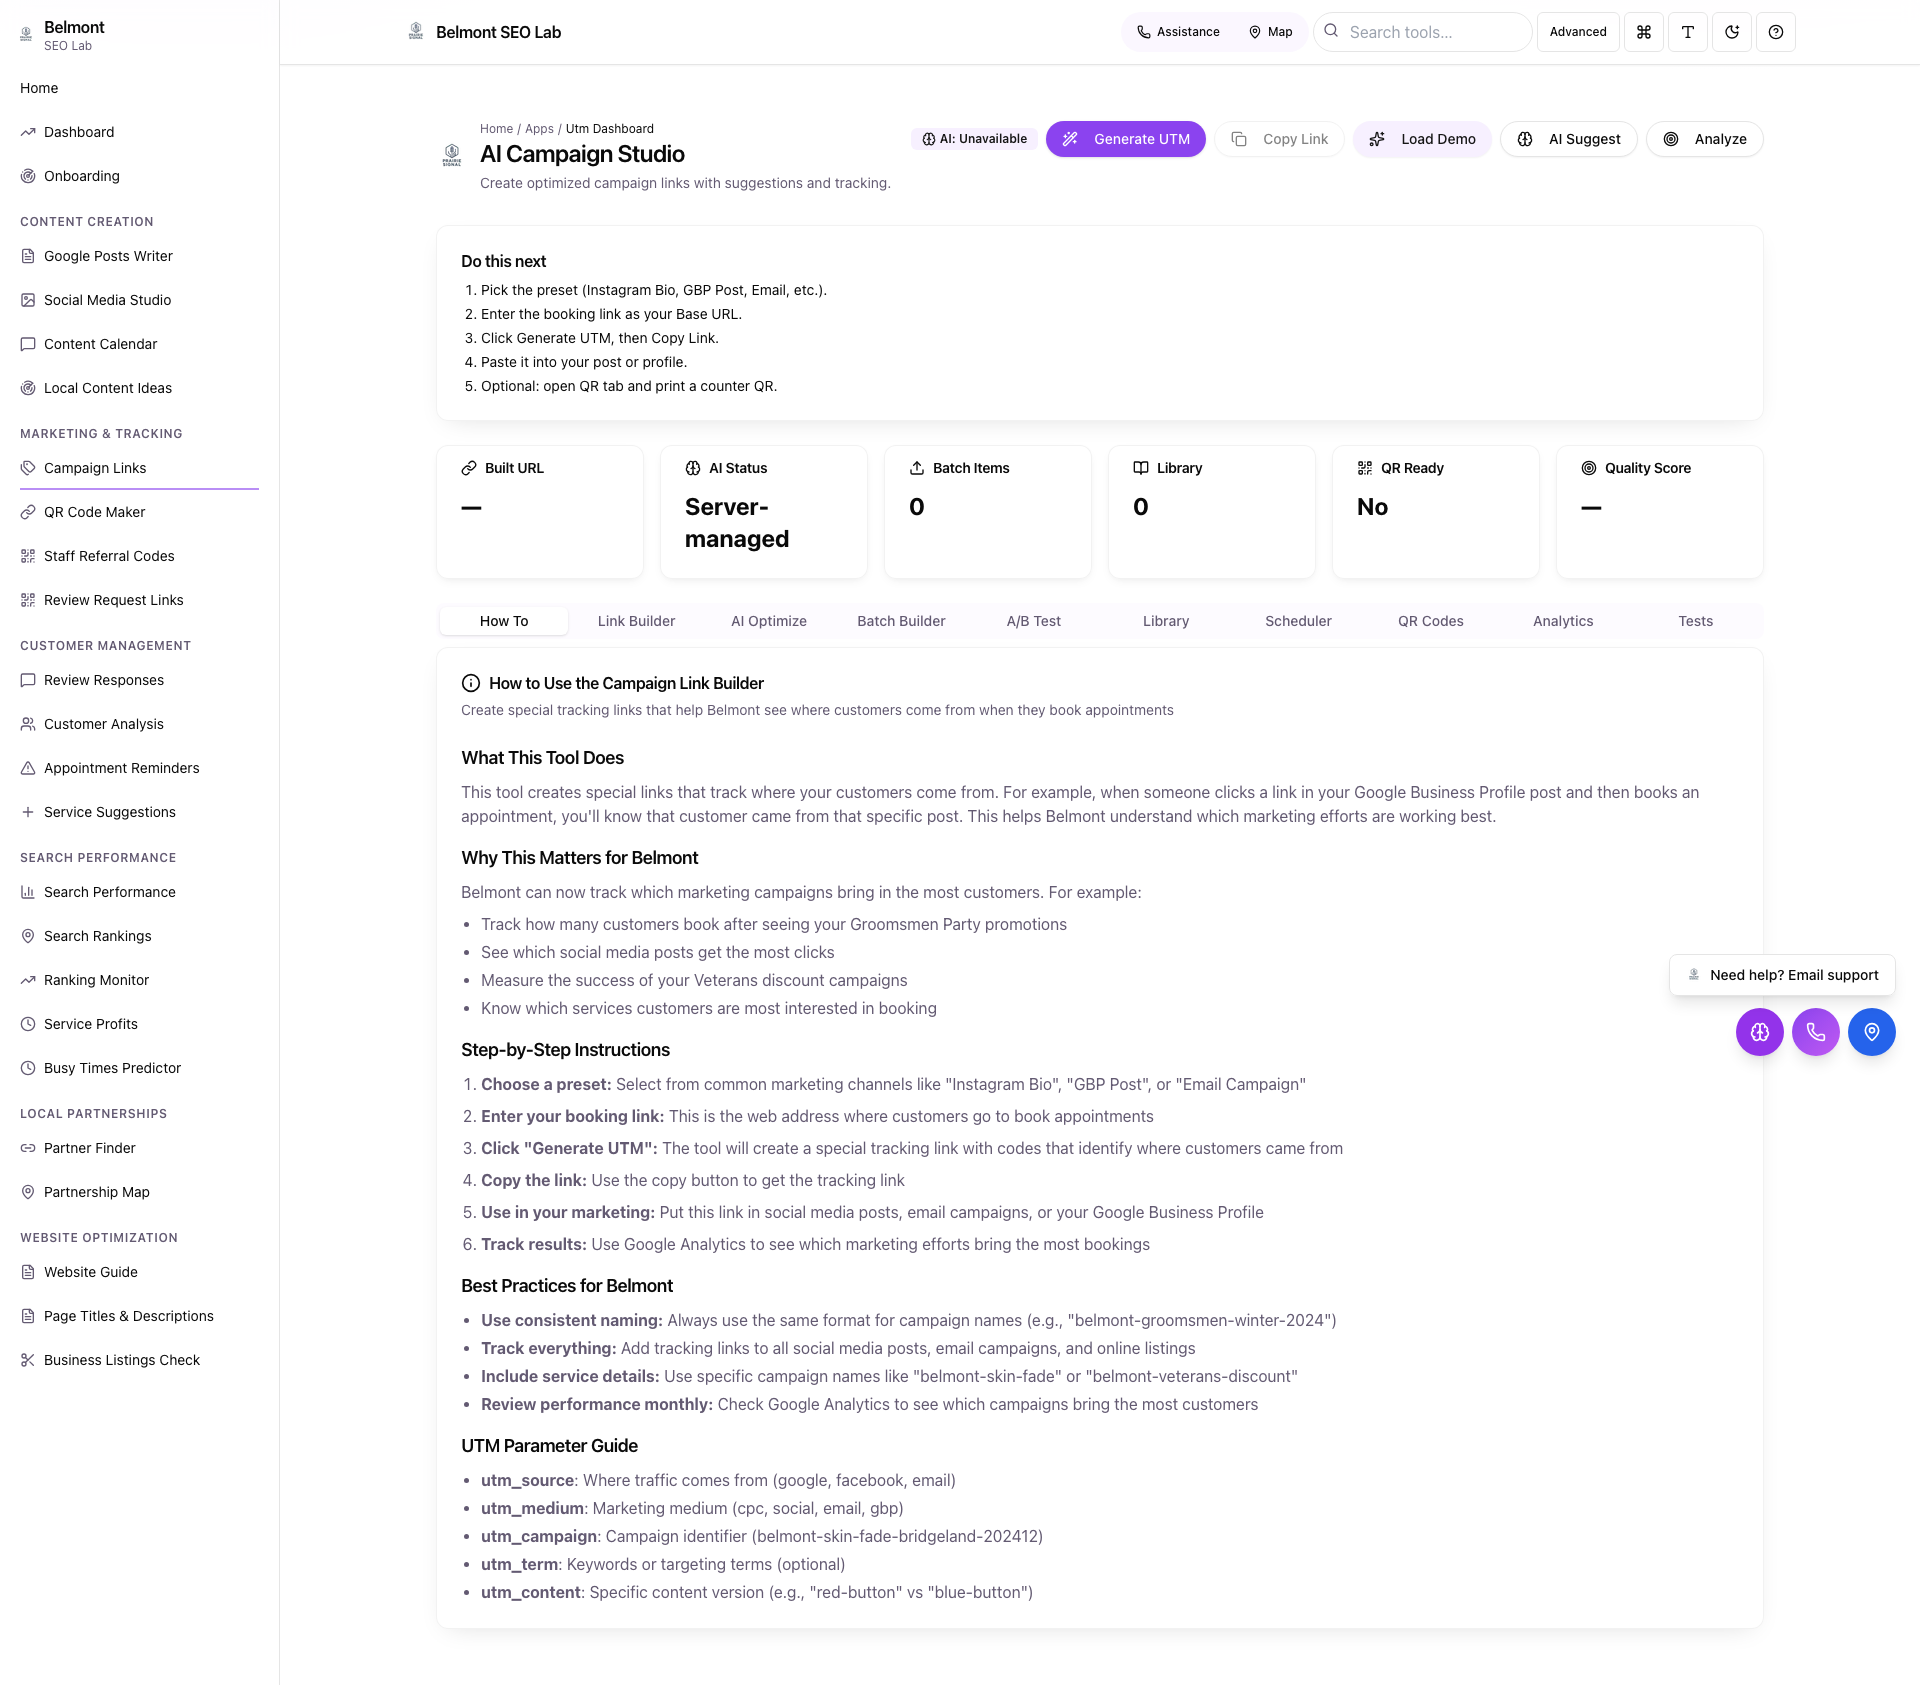 Belmont
SEO Lab
Home
Dashboard
Onboarding
CONTENT CREATION
Google Posts Writer
Social Media Studio
Content Calendar
Local Content Ideas
MARKETING & TRACKING
Campaign Links
QR Code Maker
Staff Referral Codes
Review Request Links
CUSTOMER MANAGEMENT
Review Responses
Customer Analysis
Appointment Reminders
Service Suggestions
SEARCH PERFORMANCE
Search Performance
Search Rankings
Ranking Monitor
Service Profits
Busy Times Predictor
LOCAL PARTNERSHIPS
Partner Finder
Partnership Map
WEBSITE OPTIMIZATION
Website Guide
Page Titles & Descriptions
Business Listings Check
Belmont SEO Lab
Assistance
Map
Search tools...
Advanced
Home / Apps / Utm Dashboard
PRAIRIE SIGNAL
AI Campaign Studio
Create optimized campaign links with suggestions and tracking.
AI: Unavailable
Generate UTM
Copy Link
Load Demo
AI Suggest
Analyze
Do this next
1. Pick the preset (Instagram Bio, GBP Post, Email, etc.).
2. Enter the booking link as your Base URL.
3. Click Generate UTM, then Copy Link.
4. Paste it into your post or profile.
5. Optional: open QR tab and print a counter QR.
Built URL
—
AI Status
Server-
managed
Batch Items
0
Library
0
QR Ready
No
Quality Score
—
How To
Link Builder
AI Optimize
Batch Builder
A/B Test
Library
Scheduler
QR Codes
Analytics
Tests
How to Use the Campaign Link Builder
Create special tracking links that help Belmont see where customers come from when they book appointments
What This Tool Does
This tool creates special links that track where your customers come from. For example, when someone clicks a link in your Google Business Profile post and then books an
appointment, you'll know that customer came from that specific post. This helps Belmont understand which marketing efforts are working best.
Why This Matters for Belmont
Belmont can now track which marketing campaigns bring in the most customers. For example:
• Track how many customers book after seeing your Groomsmen Party promotions
• See which social media posts get the most clicks
• Measure the success of your Veterans discount campaigns
• Know which services customers are most interested in booking
Step-by-Step Instructions
1. Choose a preset: Select from common marketing channels like "Instagram Bio", "GBP Post", or "Email Campaign"
2. Enter your booking link: This is the web address where customers go to book appointments
3. Click "Generate UTM": The tool will create a special tracking link with codes that identify where customers came from
4. Copy the link: Use the copy button to get the tracking link
5. Use in your marketing: Put this link in social media posts, email campaigns, or your Google Business Profile
6. Track results: Use Google Analytics to see which marketing efforts bring the most bookings
Best Practices for Belmont
• Use consistent naming: Always use the same format for campaign names (e.g., "belmont-groomsmen-winter-2024")
• Track everything: Add tracking links to all social media posts, email campaigns, and online listings
• Include service details: Use specific campaign names like "belmont-skin-fade" or "belmont-veterans-discount"
• Review performance monthly: Check Google Analytics to see which campaigns bring the most customers
UTM Parameter Guide
• utm_source: Where traffic comes from (google, facebook, email)
• utm_medium: Marketing medium (cpc, social, email, gbp)
• utm_campaign: Campaign identifier (belmont-skin-fade-bridgeland-202412)
• utm_term: Keywords or targeting terms (optional)
• utm_content: Specific content version (e.g., "red-button" vs "blue-button")
Need help? Email support